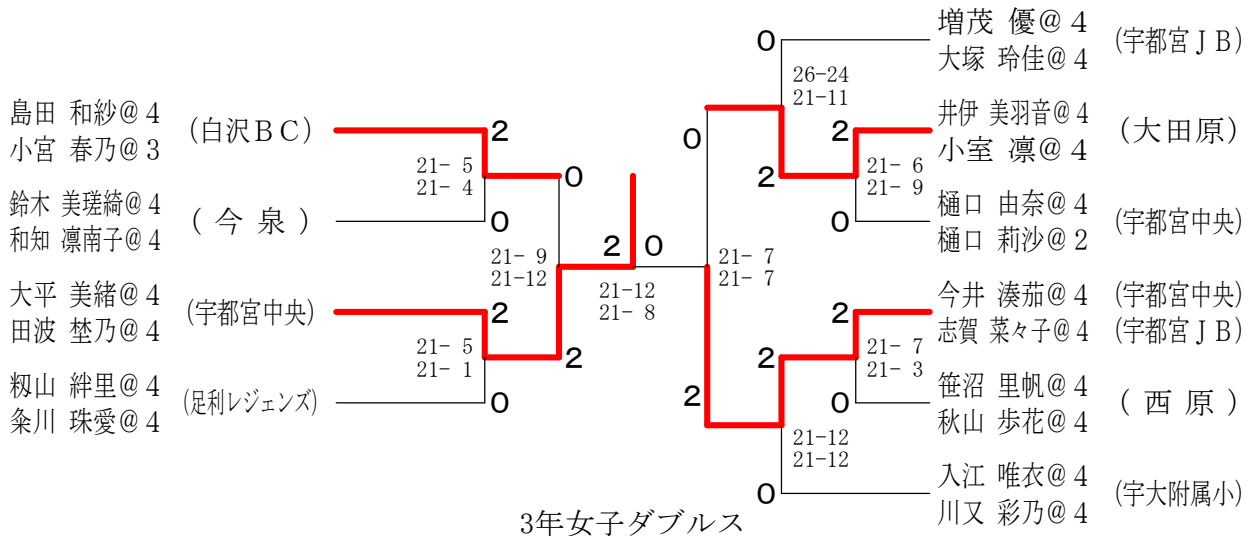 島田 和紗@4
小宮 春乃@3
(白沢BC)
2
21- 5
21- 4
鈴木 美瑳綺@4
和知 凛南子@4
(今泉)
0
0
21- 9
21-12
大平 美緒@4
田波 埜乃@4
(宇都宮中央)
2
21- 5
21- 1
籾山 絆里@4
粂川 珠愛@4
(足利レジェンズ)
0
2
2
0
21-12
21- 8
増茂 優@4
大塚 玲佳@4
(宇都宮JB)
0
26-24
21-11
井伊 美羽音@4
小室 凛@4
(大田原)
2
21- 6
21- 9
樋口 由奈@4
樋口 莉沙@2
(宇都宮中央)
0
2
0
21- 7
21- 7
今井 湊茄@4
(宇都宮中央)
志賀 菜々子@4
(宇都宮JB)
2
21- 7
21- 3
笹沼 里帆@4
秋山 歩花@4
(西原)
0
2
2
21-12
21-12
入江 唯衣@4
川又 彩乃@4
(宇大附属小)
0
3年女子ダブルス